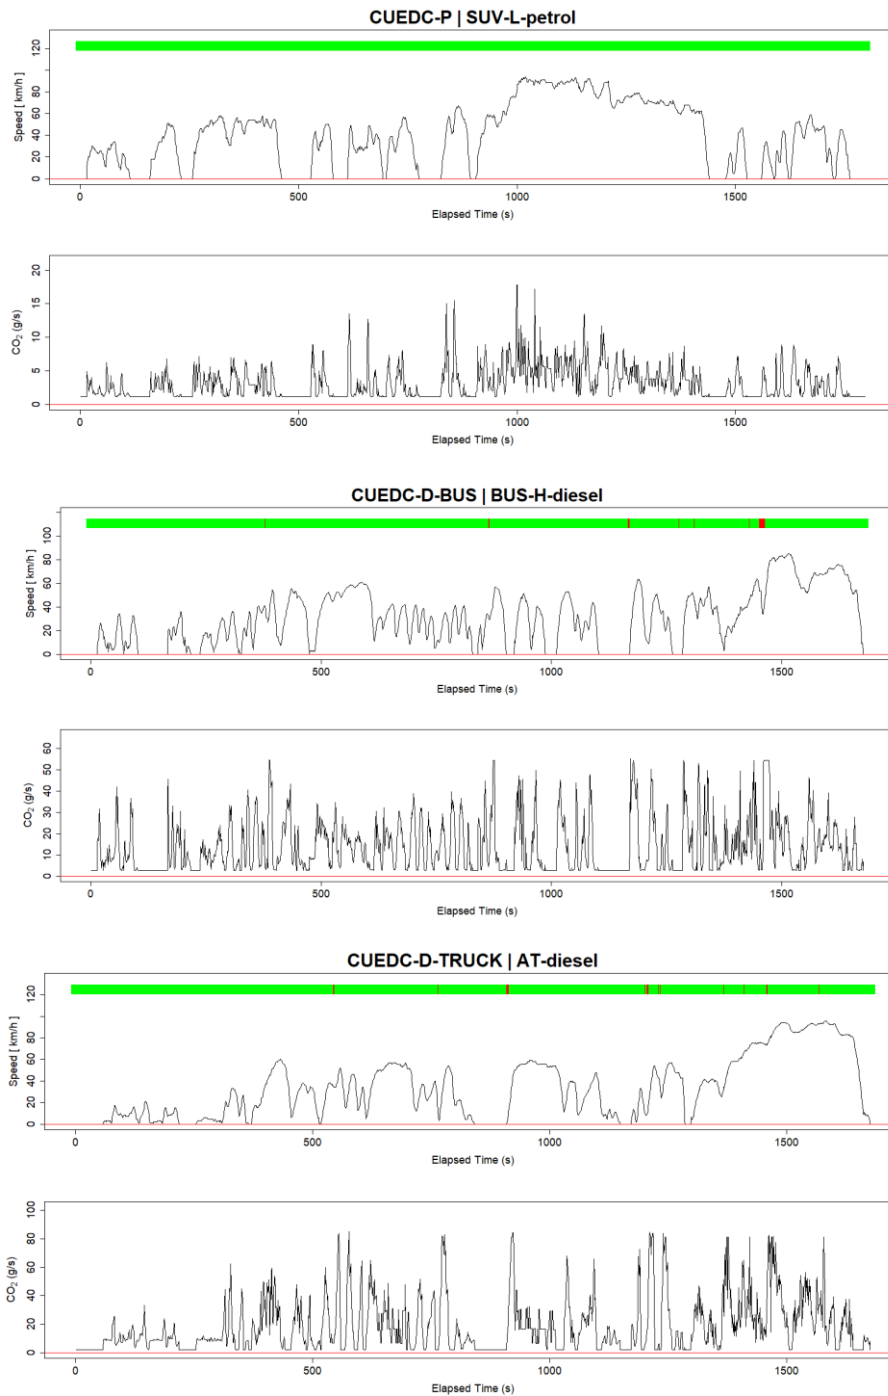 CUEDC-P | SUV-L-petrol
Speed [ km/h ]
0 20 40 60 80 120
0 500 1000 1500
Elapsed Time (s)
CO₂ (g/s)
0 5 10 15 20
0 500 1000 1500
Elapsed Time (s)
CUEDC-D-BUS | BUS-H-diesel
Speed [ km/h ]
0 20 40 60 80 100
0 500 1000 1500
Elapsed Time (s)
CO₂ (g/s)
0 10 20 30 40 50 60
0 500 1000 1500
Elapsed Time (s)
CUEDC-D-TRUCK | AT-diesel
Speed [ km/h ]
0 20 40 60 80 120
0 500 1000 1500
Elapsed Time (s)
CO₂ (g/s)
0 20 40 60 80 100
0 500 1000 1500
Elapsed Time (s)